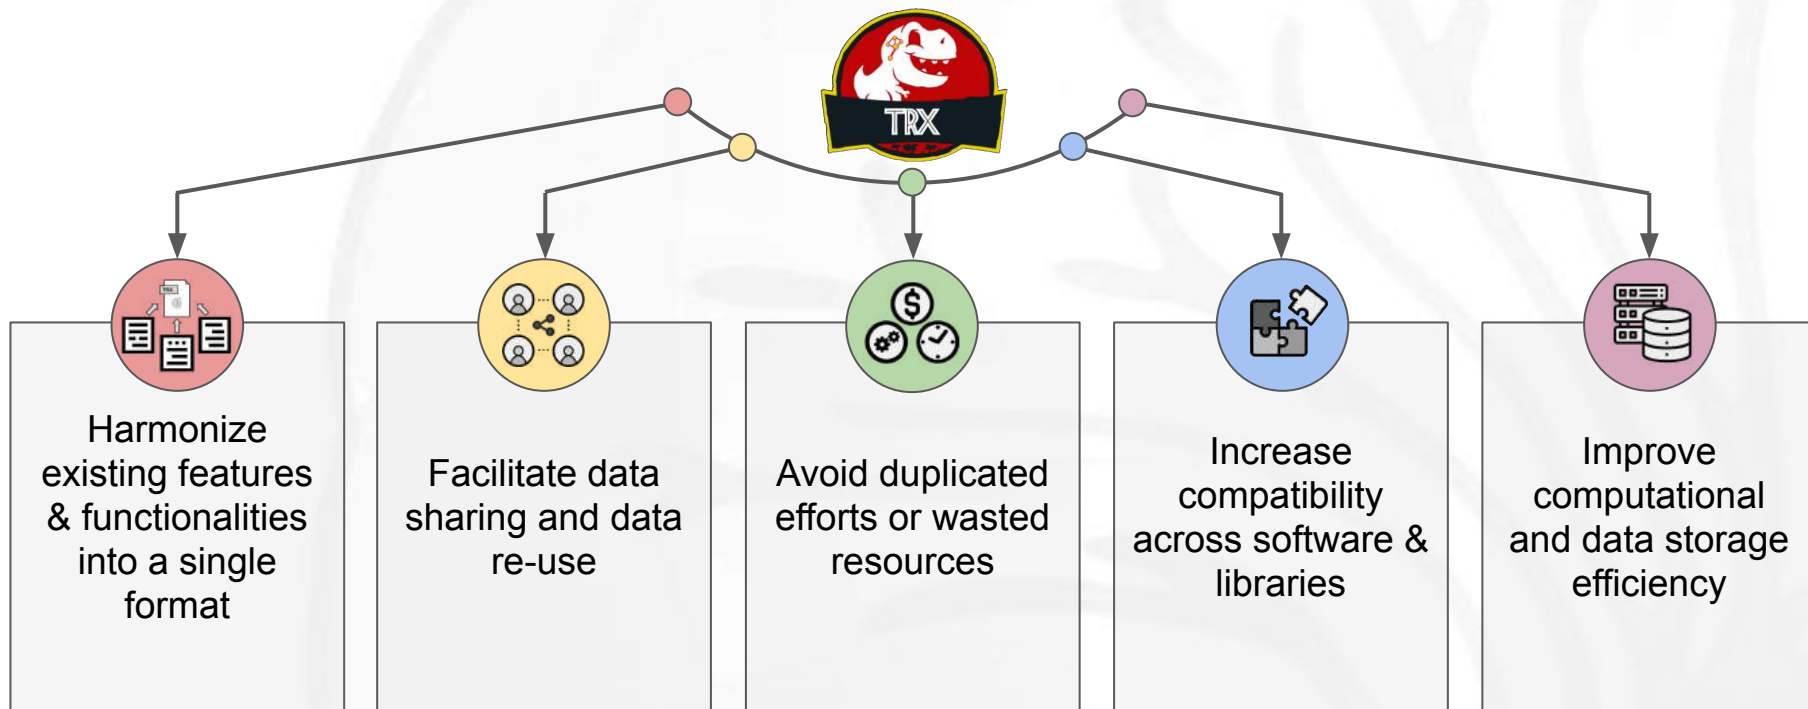 TRX
TRX
$
Harmonize
existing features
& functionalities
into a single
format
Facilitate data
sharing and data
re-use
Avoid duplicated
efforts or wasted
resources
Increase
compatibility
across software &
libraries
Improve
computational
and data storage
efficiency